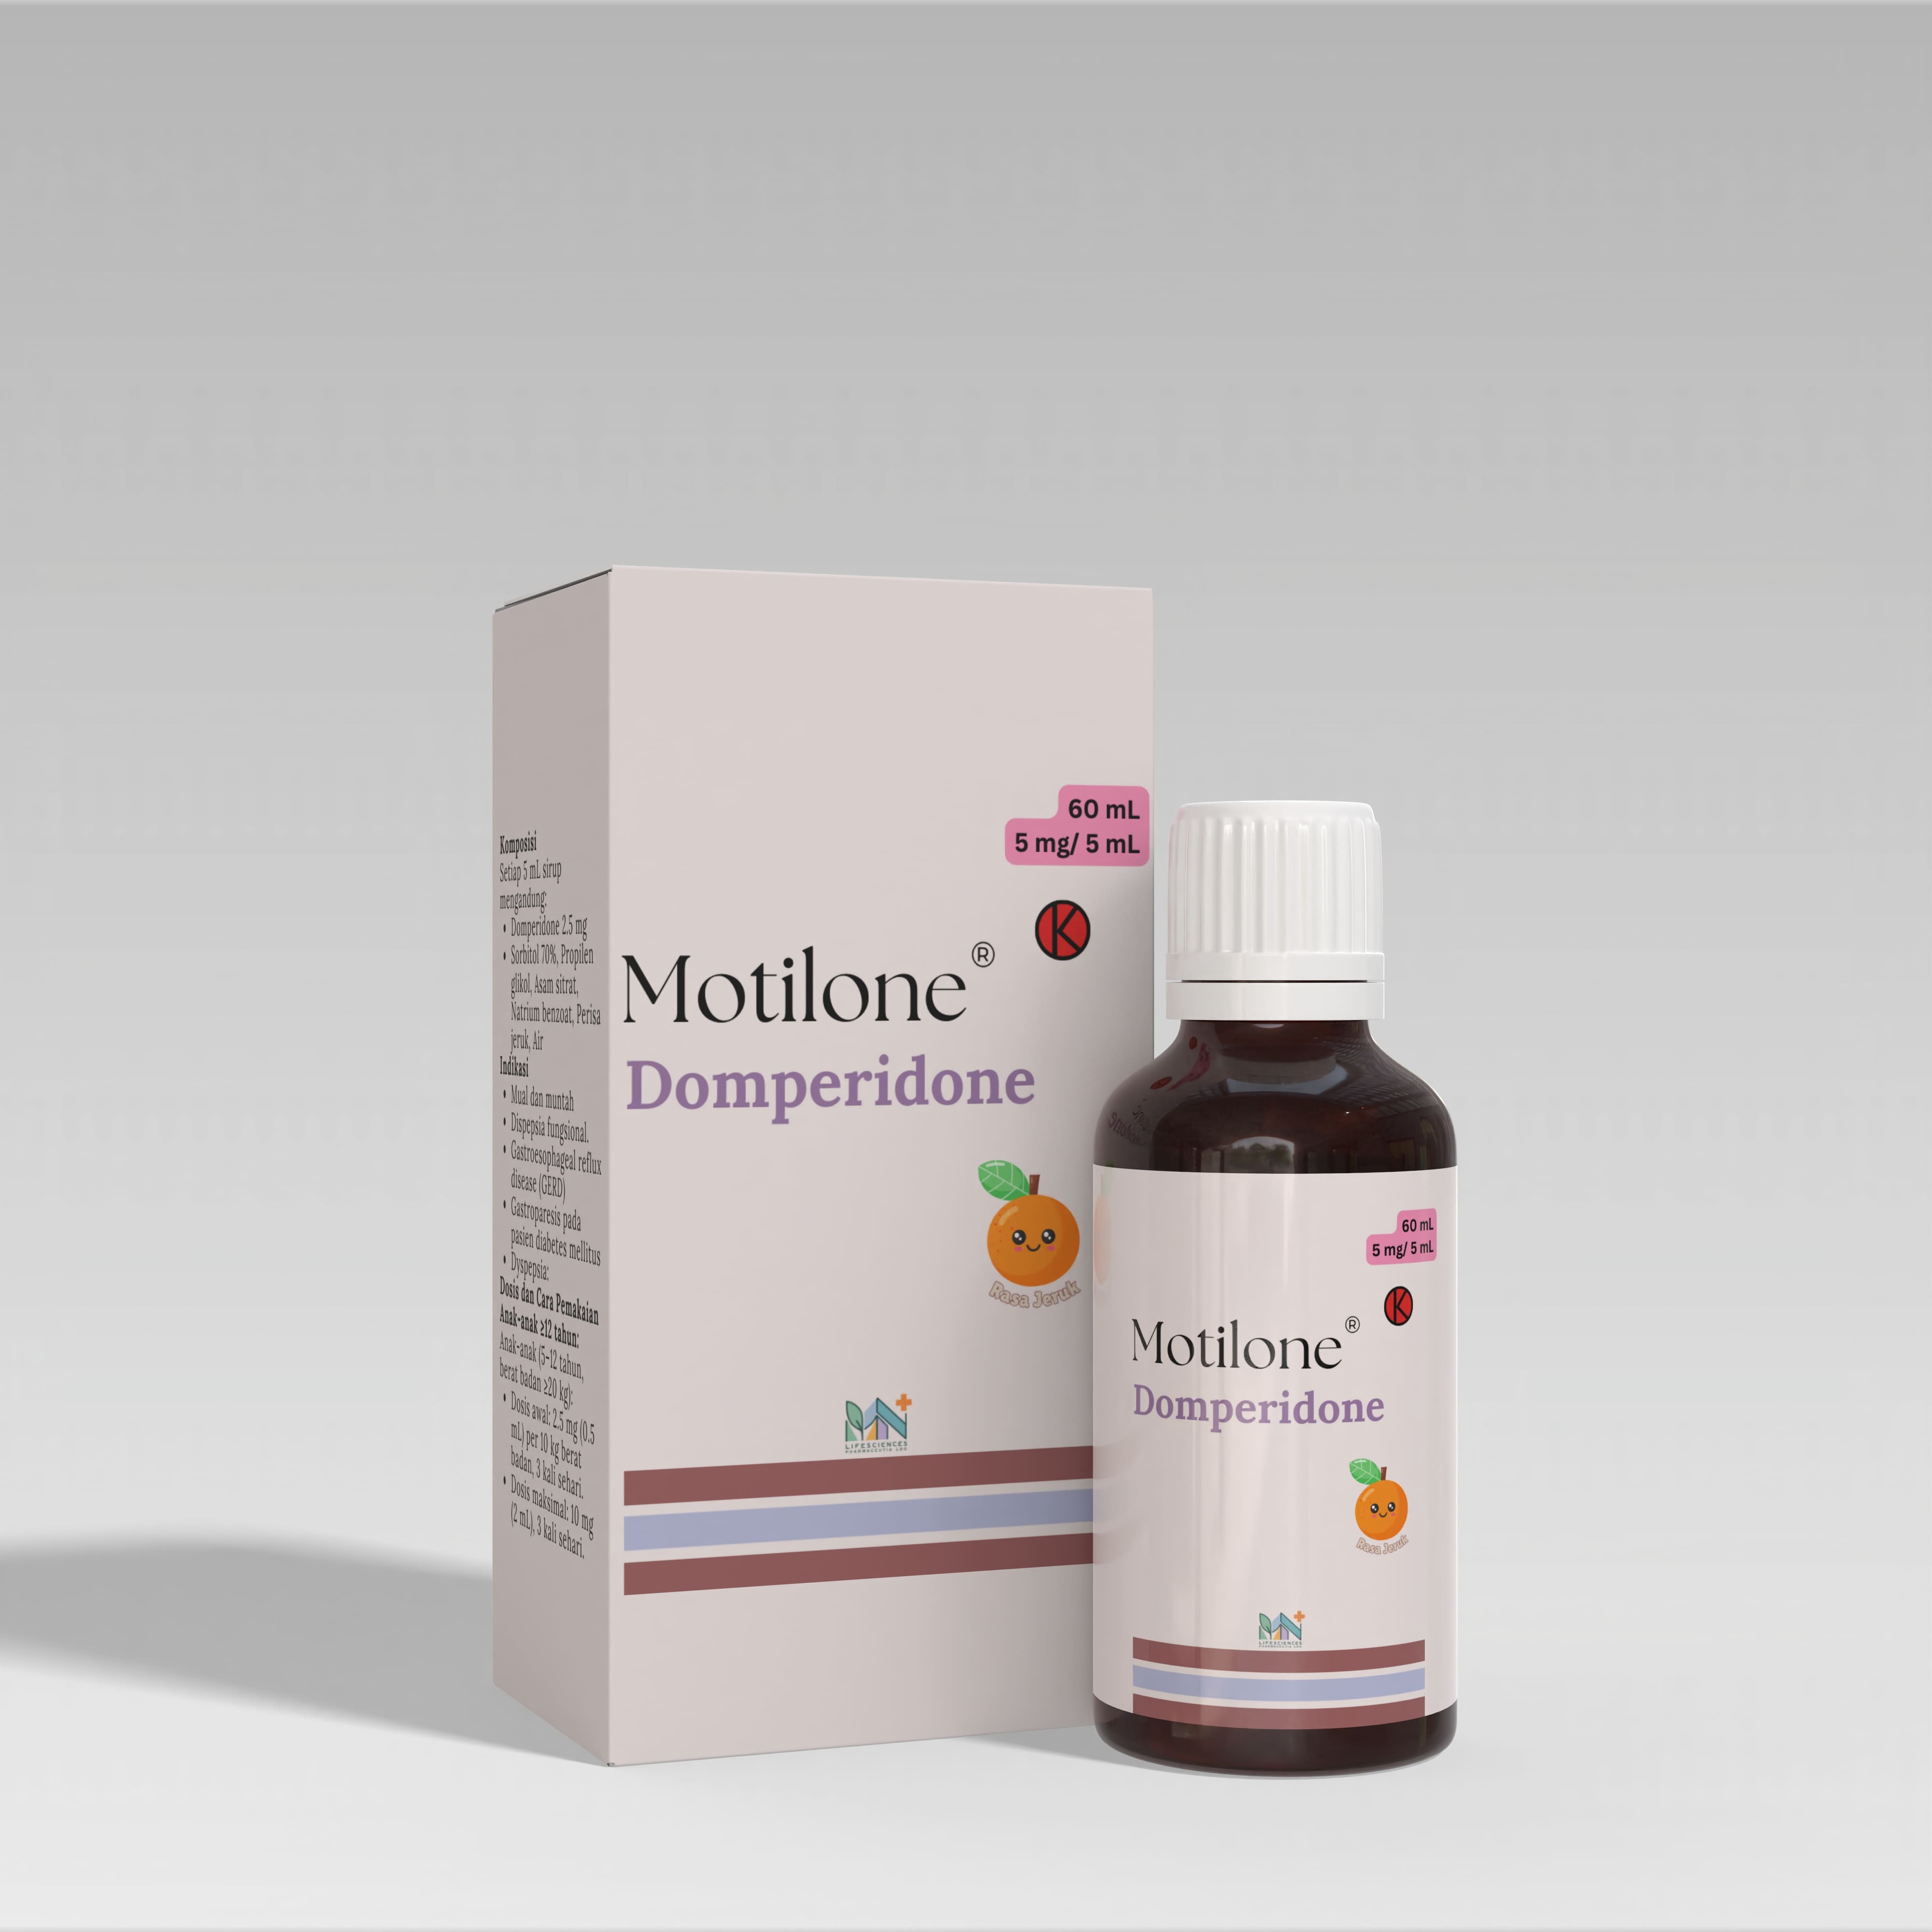 Komposisi
Setiap 5 mL sirup
mengandung:
• Domperidone 2.5 mg
• Sorbitol 70%, Propilen
glikol, Asam sitrat,
Natrium benzoat, Perisa
jeruk, Air
Indikasi
• Mual dan muntah
• Dispepsia fungsional.
• Gastroesophageal reflux
disease (GERD)
• Gastroparesis pada
pasien diabetes mellitus
• Dyspepsia:
Dosis dan Cara Pemakaian
Anak-anak ≥12 tahun:
Anak-anak (5–12 tahun,
berat badan ≥20 kg):
• Dosis awal: 2.5 mg (0.5
mL) per 10 kg berat
badan, 3 kali sehari.
• Dosis maksimal: 10 mg
(2 mL), 3 kali sehari.
60 mL
5 mg/ 5 mL
K
Motilone®
Domperidone
Rasa Jeruk
LIFESCIENCES
PHARMACEUTIX LDG
60 mL
5 mg/ 5 mL
K
Motilone®
Domperidone
Rasa Jeruk
LIFESCIENCES